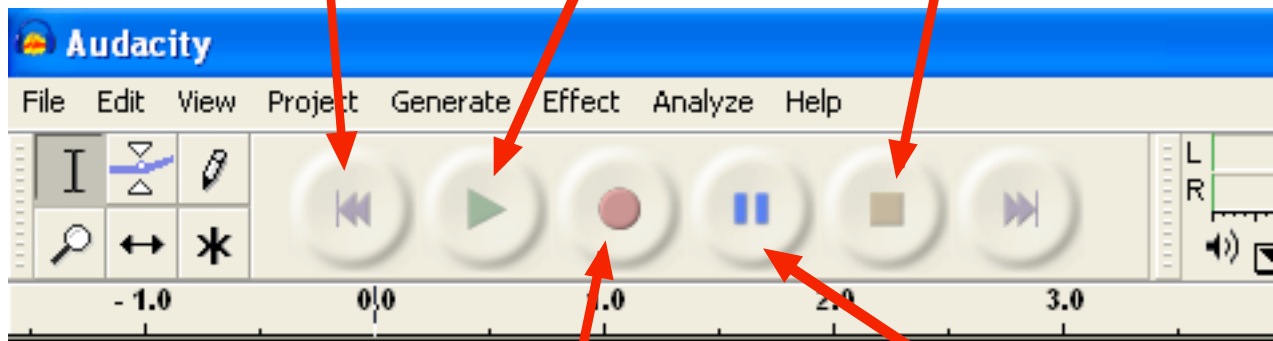 Audacity
File Edit View Project Generate Effect Analyze Help
L
R
- 1.0 0.0 1.0 2.0 3.0